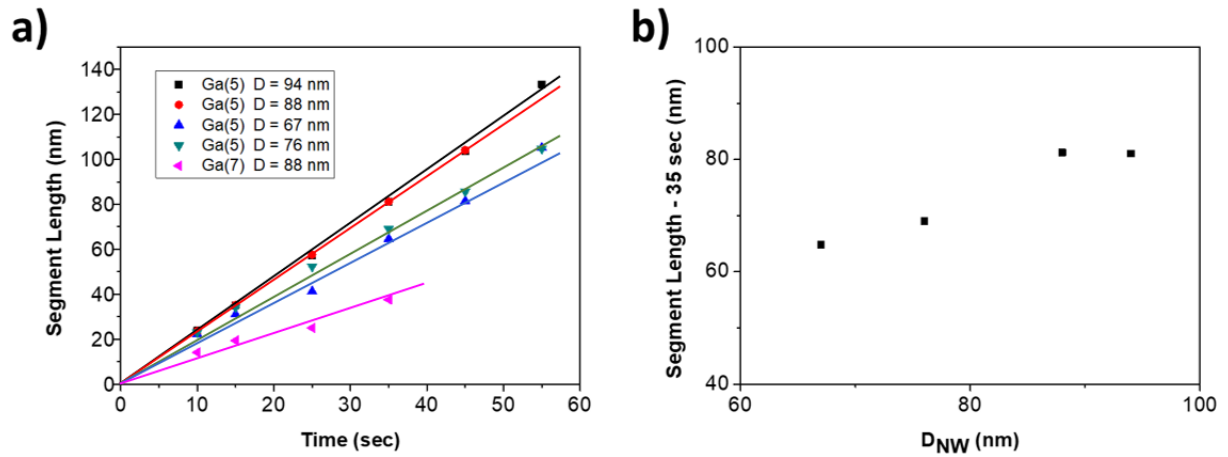 a)
Segment Length (nm)
140
120
100
80
60
40
20
0
Ga(5) D = 94 nm
Ga(5) D = 88 nm
Ga(5) D = 67 nm
Ga(5) D = 76 nm
Ga(7) D = 88 nm
0 10 20 30 40 50 60
Time (sec)
b)
Segment Length - 35 sec (nm)
100
80
60
40
60 80 100
DNW (nm)